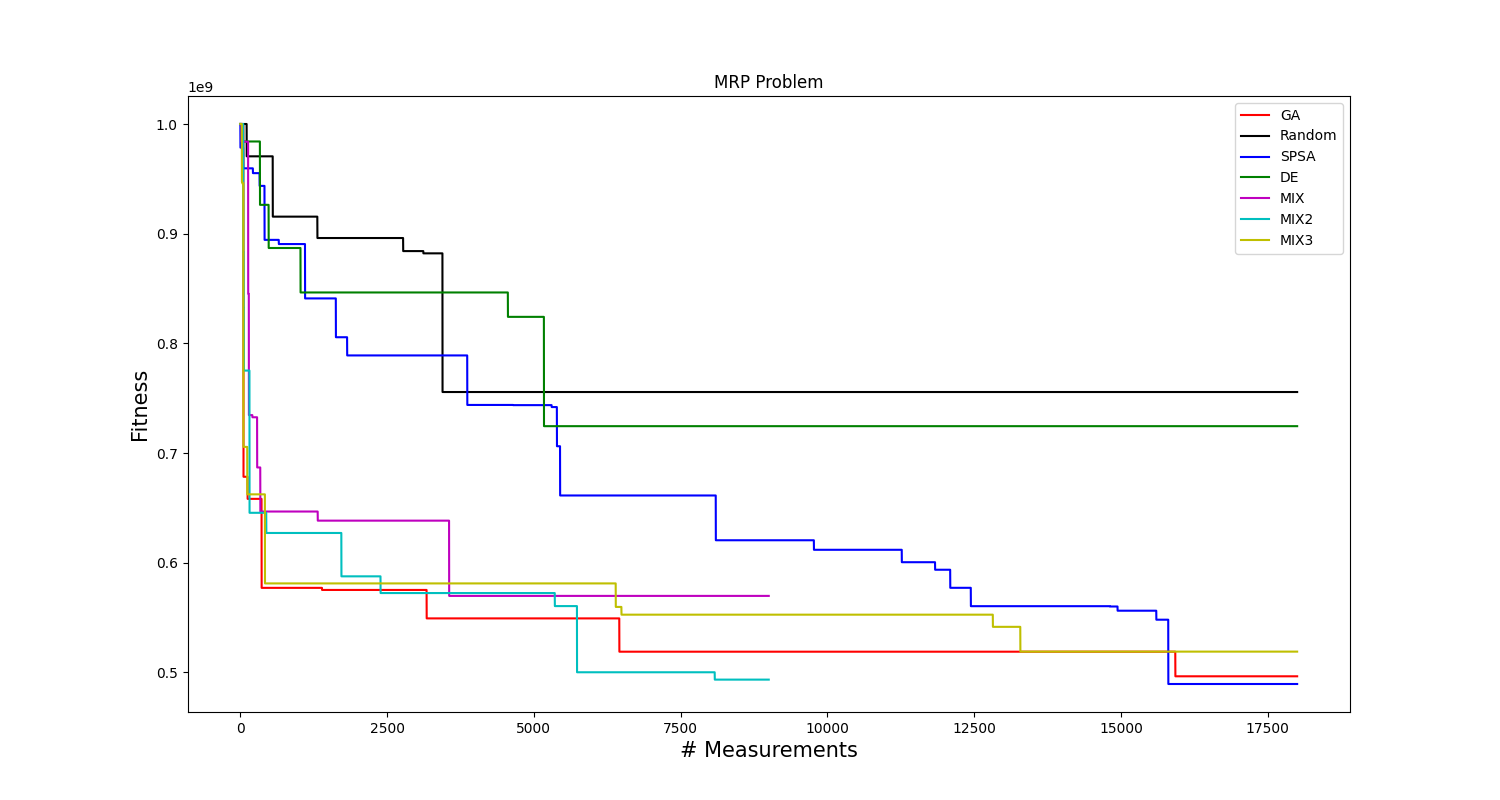 MRP Problem
1e9
1.0
0.9
0.8
0.7
0.6
0.5
Fitness
0
2500
5000
7500
10000
12500
15000
17500
# Measurements
GA
Random
SPSA
DE
MIX
MIX2
MIX3